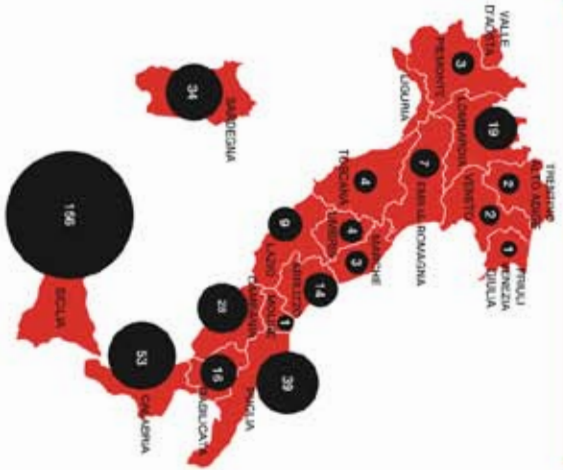 VALLE
D'AOSTA
PIEMONTE
3
LIGURIA
LOMBARDIA
19
TRENTINO
ALTO ADIGE
2
VENETO
2
FRIULI
VENEZIA
GIULIA
1
EMILIA ROMAGNA
7
TOSCANA
4
UMBRIA
4
MARCHE
3
LAZIO
9
ABRUZZO
14
MOLISE
1
CAMPANIA
28
PUGLIA
39
BASILICATA
16
CALABRIA
53
SICILIA
156
SARDEGNA
34